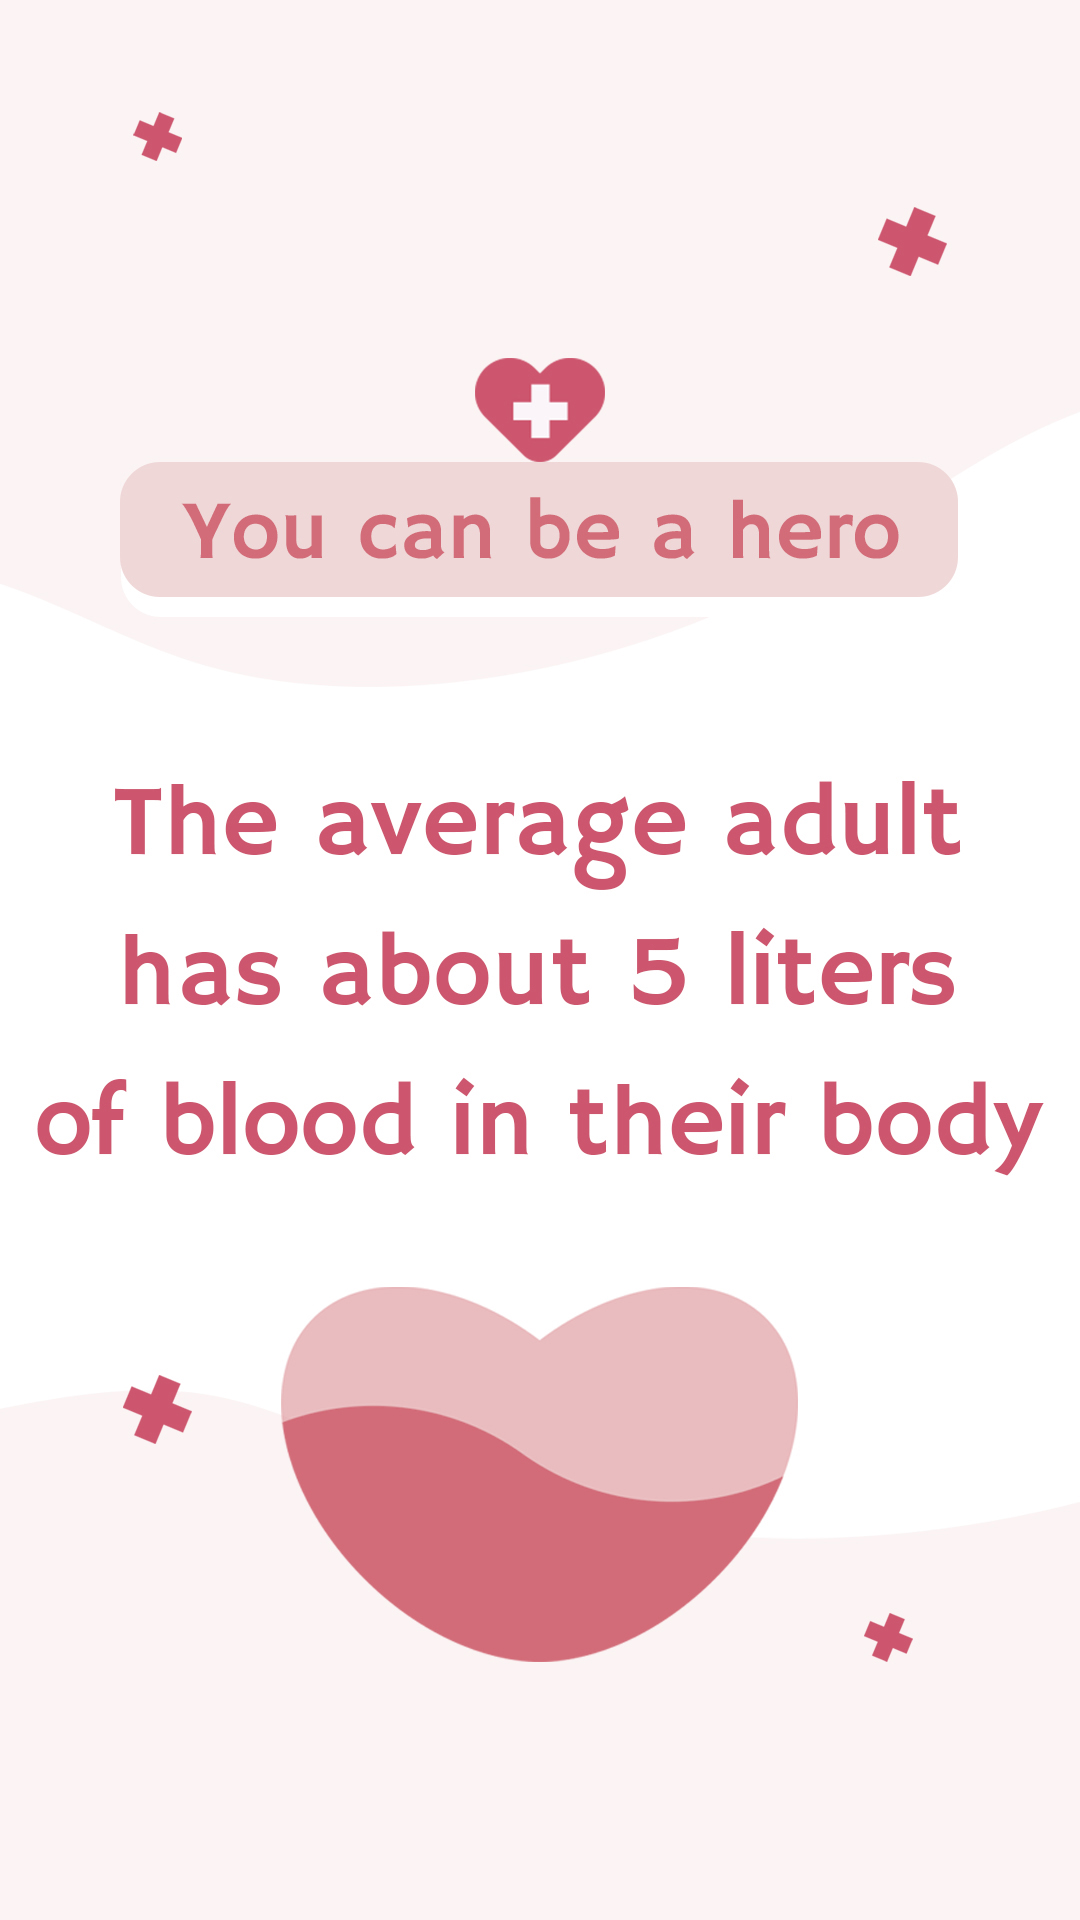 You can be a hero
The average adult
has about 5 liters
of blood in their body